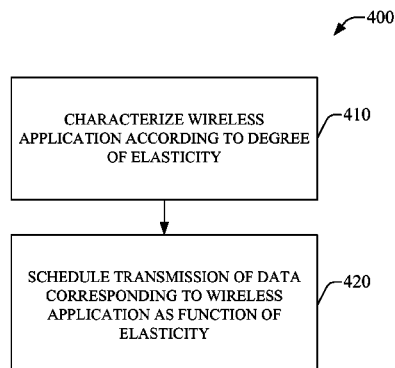 400
CHARACTERIZE WIRELESS
APPLICATION ACCORDING TO DEGREE
OF ELASTICITY
410
SCHEDULE TRANSMISSION OF DATA
CORRESPONDING TO WIRELESS
APPLICATION AS FUNCTION OF
ELASTICITY
420